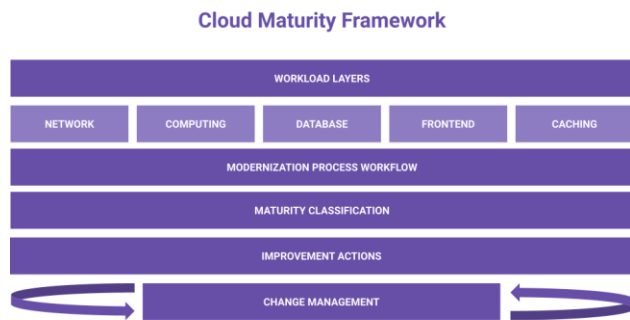 Cloud Maturity Framework
WORKLOAD LAYERS
NETWORK
COMPUTING
DATABASE
FRONTEND
CACHING
MODERNIZATION PROCESS WORKFLOW
MATURITY CLASSIFICATION
IMPROVEMENT ACTIONS
CHANGE MANAGEMENT